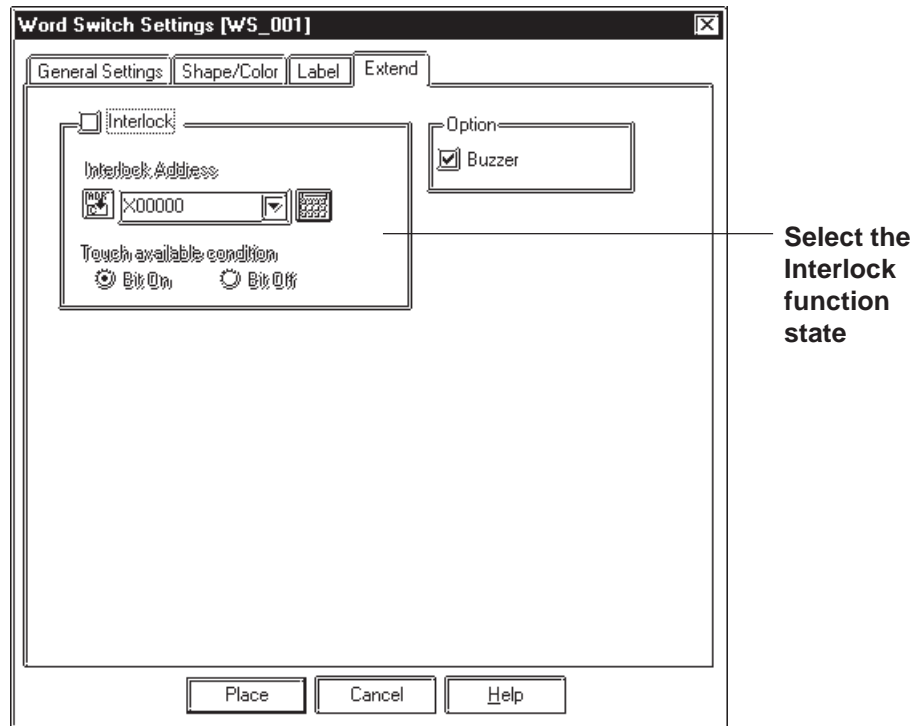 Word Switch Settings [WS_001]
General Settings Shape/Color Label Extend
Interlock
Option
Buzzer
Interlock Address
X00000
Touch available condition
Bit On Bit Off
Select the
Interlock
function
state
Place Cancel Help